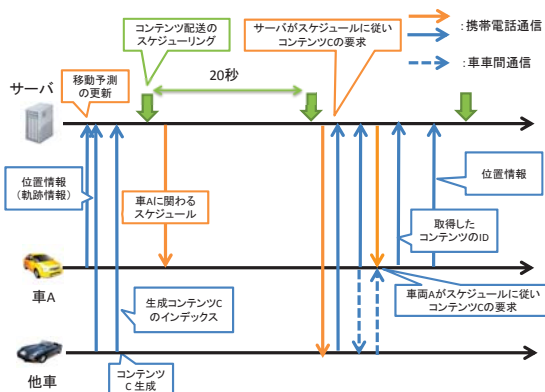 コンテンツ配送の
スケジューリング
サーバがスケジュールに従い
コンテンツCの要求
:携帯電話通信
:車車間通信
移動予測
の更新
20秒
サーバ
位置情報
(軌跡情報)
車Aに関わる
スケジュール
位置情報
取得した
コンテンツのID
車A
生成コンテンツC
のインデックス
車両Aがスケジュールに従い
コンテンツCの要求
他車
コンテンツ
C 生成